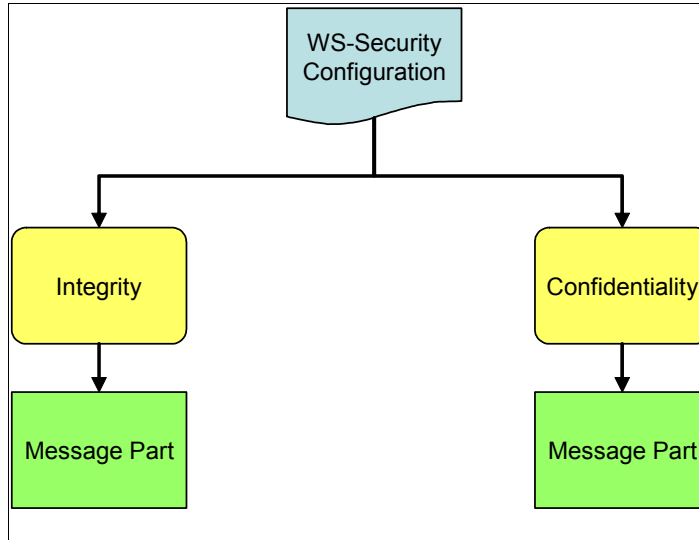 WS-Security
Configuration
Integrity
Confidentiality
Message Part
Message Part